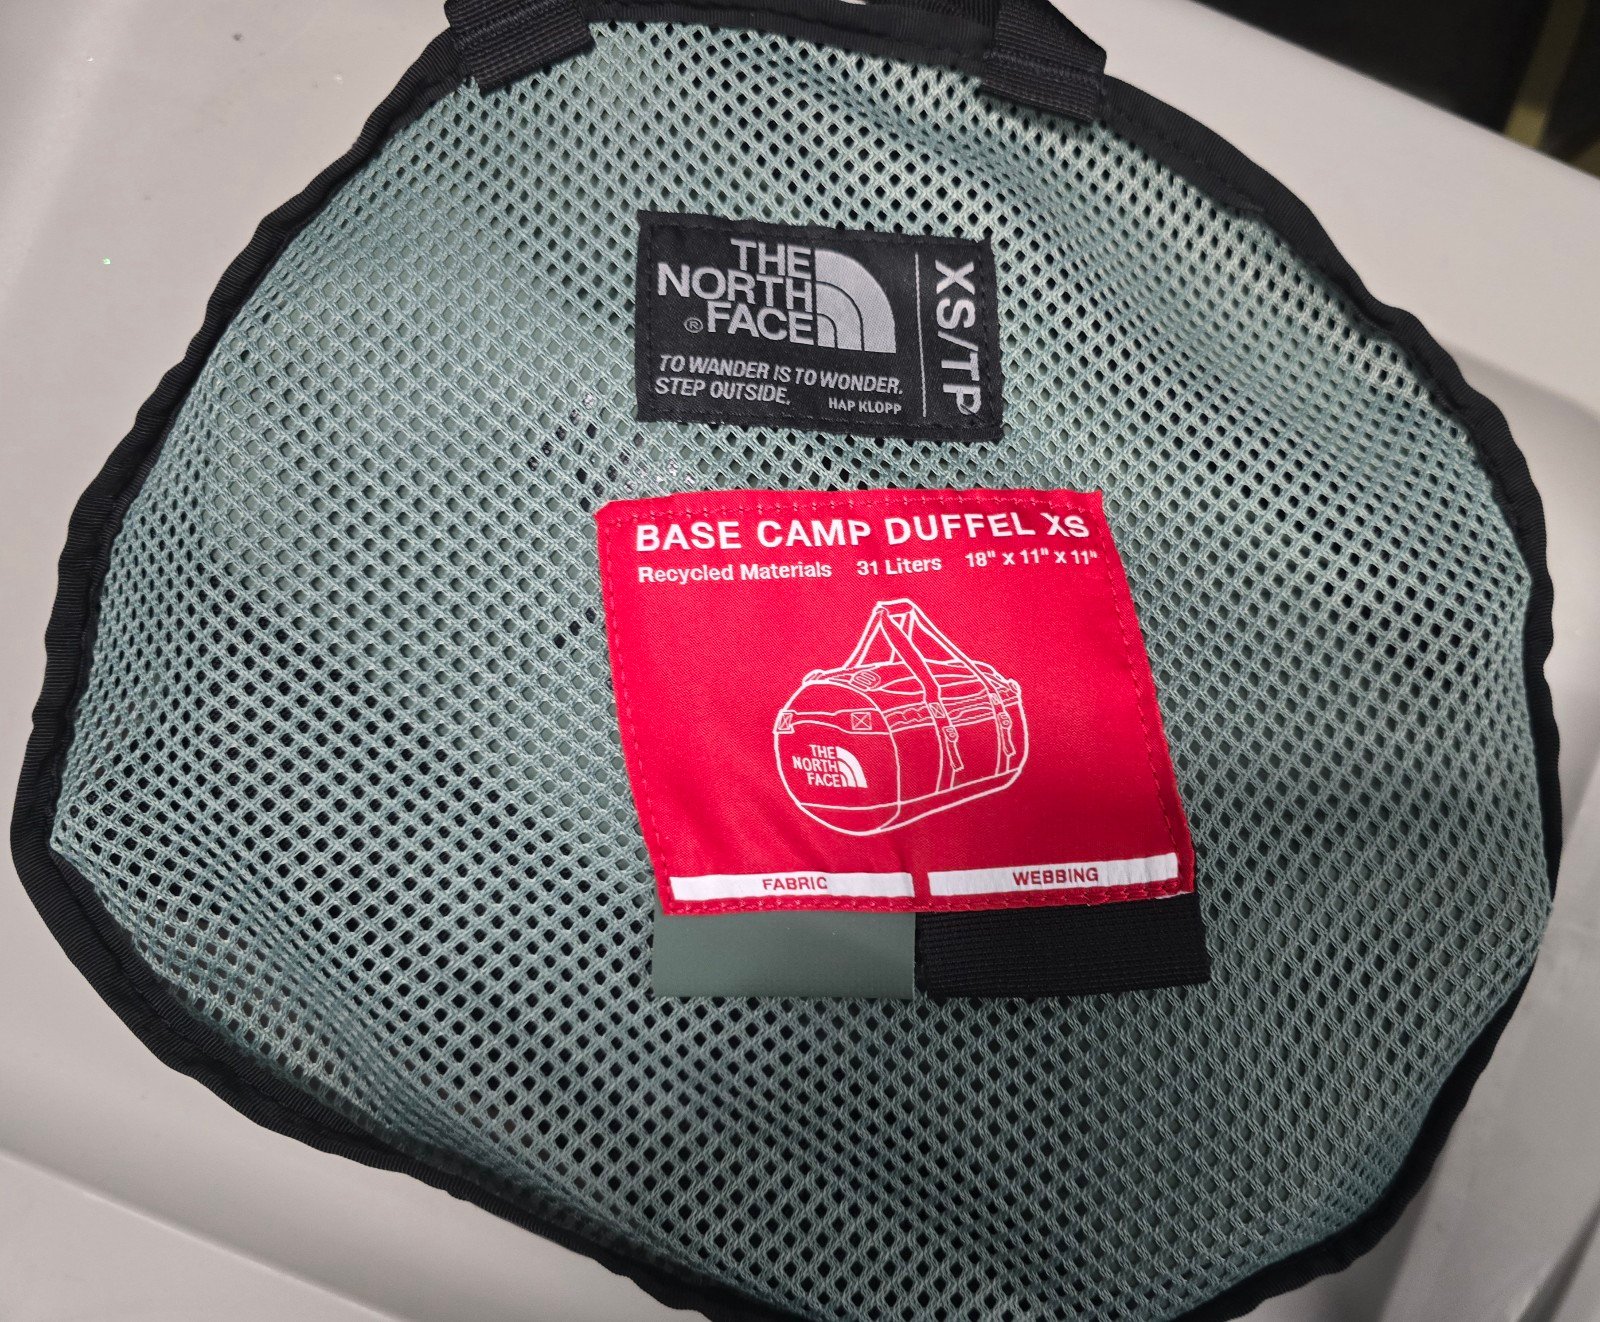 THE
NORTH
® FACE
TO WANDER IS TO WONDER.
STEP OUTSIDE.
HAP KLOPP
XS/TP
BASE CAMP DUFFEL XS
Recycled Materials 31 Liters 18" x 11" x 11"
THE
NORTH
FACE
FABRIC
WEBBING